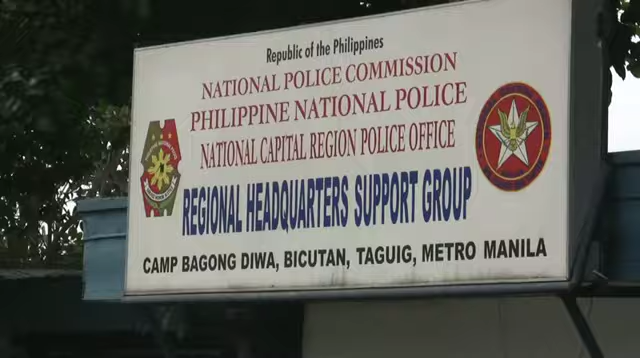 Republic of the Philippines
NATIONAL POLICE COMMISSION
PHILIPPINE NATIONAL POLICE
NATIONAL CAPITAL REGION POLICE OFFICE
REGIONAL HEADQUARTERS SUPPORT GROUP
CAMP BAGONG DIWA, BICUTAN, TAGUIG, METRO MANILA